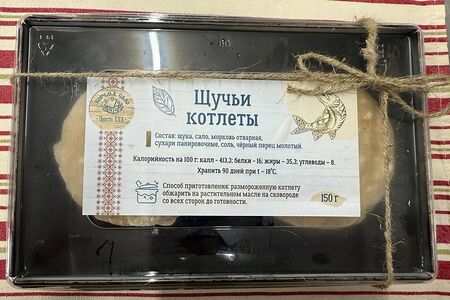 Щучьи
котлеты
Состав: щука, сало, морковь отварная,
сухари панировочные, соль, чёрный перец молотый.
Калорийность на 100 г: калл - 413,2; белки - 16; жиры - 35,3; углеводы - 8.
Хранить 90 дней при t - 18°С.
Способ приготовления: размороженную котлету
обжарить на растительном масле на сковороде
со всех сторон до готовности.
150 г